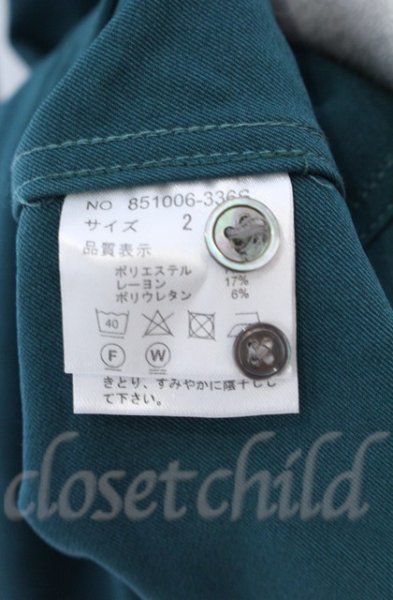 NO 851006-336
サイズ 2
品質表示
ポリエステル
レーヨン 17%
ポリウレタン 6%
40
F W
きとり、すみやかに陰干しし
て下さい。
closet child